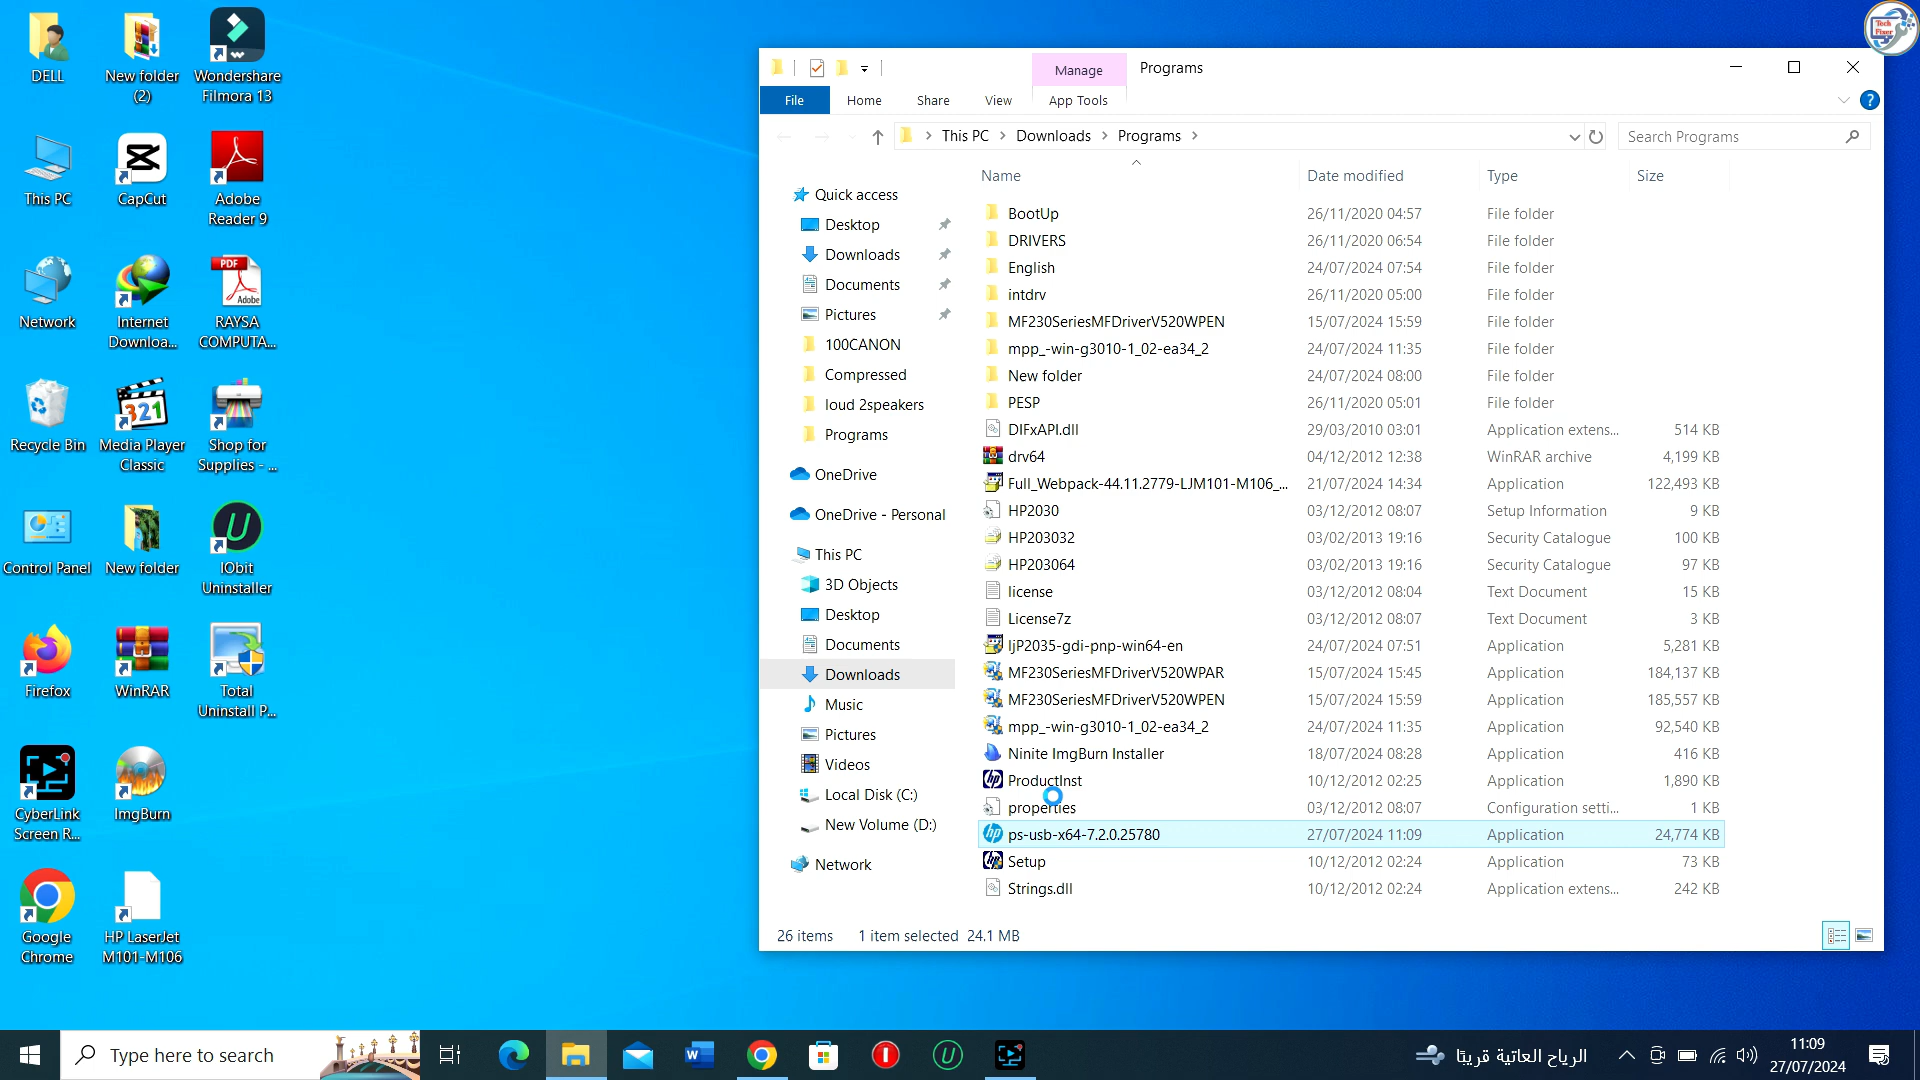 DELL
New folder
(2)
Wondershare
Filmora 13
This PC
CapCut
Adobe
Reader 9
Network
Internet
Downloa...
PDF
Adobe
RAYSA
COMPUTA...
Recycle Bin
321
Media Player
Classic
Shop for
Supplies - ...
Control Panel
New folder
IObit
Uninstaller
Firefox
WinRAR
Total
Uninstall P...
CyberLink
Screen R...
ImgBurn
Google
Chrome
HP LaserJet
M101-M106
Tech
Fixer
Manage
Programs
File
Home
Share
View
App Tools
This PC
Downloads
Programs
Search Programs
Name
Date modified
Type
Size
Quick access
Desktop
Downloads
Documents
Pictures
100CANON
Compressed
loud 2speakers
Programs
OneDrive
OneDrive - Personal
This PC
3D Objects
Desktop
Documents
Downloads
Music
Pictures
Videos
Local Disk (C:)
New Volume (D:)
Network
BootUp 26/11/2020 04:57 File folder
DRIVERS 26/11/2020 06:54 File folder
English 24/07/2024 07:54 File folder
intdrv 26/11/2020 05:00 File folder
MF230SeriesMFDriverV520WPEN 15/07/2024 15:59 File folder
mpp_-win-g3010-1_02-ea34_2 24/07/2024 11:35 File folder
New folder 24/07/2024 08:00 File folder
PESP 26/11/2020 05:01 File folder
DIFxAPI.dll 29/03/2010 03:01 Application extens... 514 KB
drv64 04/12/2012 12:38 WinRAR archive 4,199 KB
Full_Webpack-44.11.2779-LJM101-M106_... 21/07/2024 14:34 Application 122,493 KB
HP2030 03/12/2012 08:07 Setup Information 9 KB
HP203032 03/02/2013 19:16 Security Catalogue 100 KB
HP203064 03/02/2013 19:16 Security Catalogue 97 KB
license 03/12/2012 08:04 Text Document 15 KB
License7z 03/12/2012 08:07 Text Document 3 KB
ljP2035-gdi-pnp-win64-en 24/07/2024 07:51 Application 5,281 KB
MF230SeriesMFDriverV520WPAR 15/07/2024 15:45 Application 184,137 KB
MF230SeriesMFDriverV520WPEN 15/07/2024 15:59 Application 185,557 KB
mpp_-win-g3010-1_02-ea34_2 24/07/2024 11:35 Application 92,540 KB
Ninite ImgBurn Installer 18/07/2024 08:28 Application 416 KB
ProductInst 10/12/2012 02:25 Application 1,890 KB
properties 03/12/2012 08:07 Configuration setti... 1 KB
ps-usb-x64-7.2.0.25780 27/07/2024 11:09 Application 24,774 KB
Setup 10/12/2012 02:24 Application 73 KB
Strings.dll 10/12/2012 02:24 Application extens... 242 KB
26 items 1 item selected 24.1 MB
Type here to search
الرياح العاتية قريبًا
11:09
27/07/2024